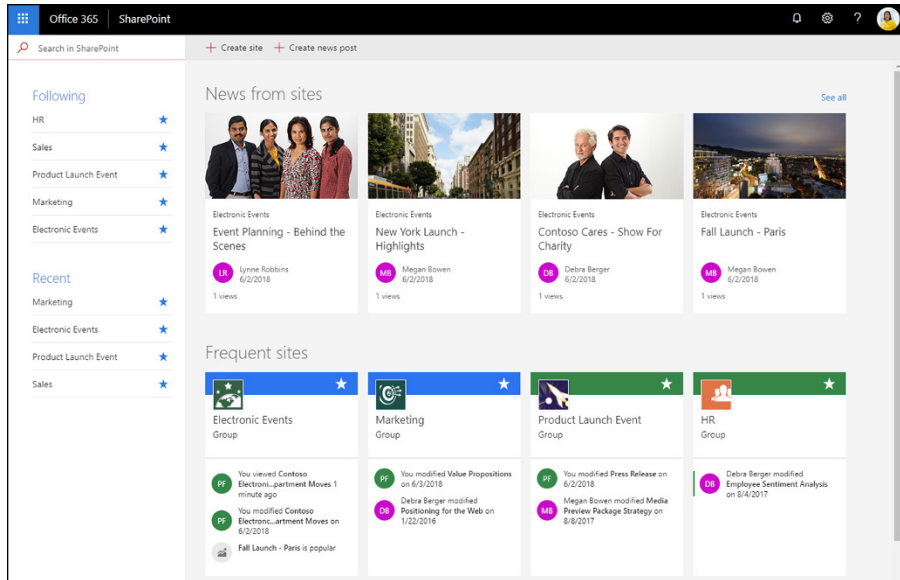 Office 365
SharePoint
?
Search in SharePoint
Create site
Create news post
Following
HR
Sales
Product Launch Event
Marketing
Electronic Events
Recent
Marketing
Electronic Events
Product Launch Event
Sales
News from sites
See all
Electronic Events
Event Planning - Behind the
Scenes
LR
Lynne Robbins
6/2/2018
1 views
Electronic Events
New York Launch -
Highlights
MB
Megan Bowen
6/2/2018
1 views
Electronic Events
Contoso Cares - Show For
Charity
DB
Debra Berger
6/2/2018
1 views
Electronic Events
Fall Launch - Paris
MB
Megan Bowen
6/2/2018
1 views
Frequent sites
Electronic Events
Group
PF
You viewed Contoso
Electroni...partment Moves 1
minute ago
PF
You modified Contoso
Electronc...artment Moves on
6/2/2018
Fall Launch - Paris is popular
Marketing
Group
PF
You modified Value Propositions
on 6/3/2018
DB
Debra Berger modified
Positioning for the Web on
1/22/2016
Product Launch Event
Group
PF
You modified Press Release on
6/2/2018
MB
Megan Bowen modified Media
Preview Package Strategy on
8/8/2017
HR
Group
DB
Debra Berger modified
Employee Sentiment Analysis
on 8/4/2017